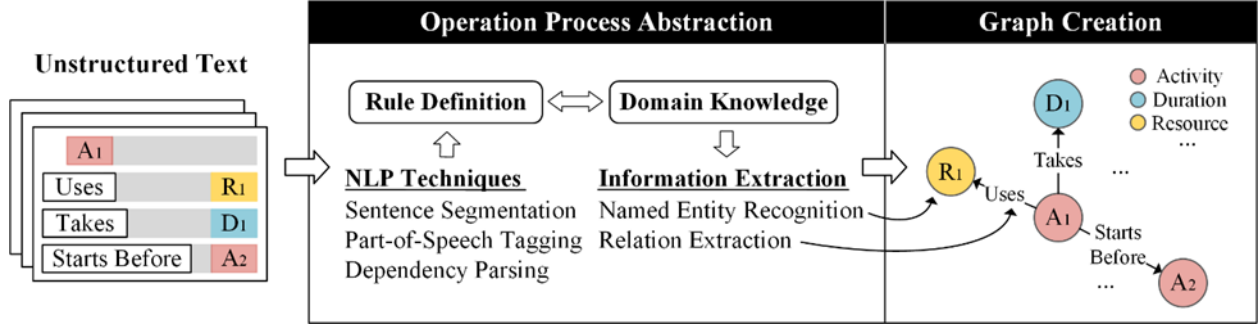 Unstructured Text
A1
Uses R1
Takes D1
Starts Before A2
Operation Process Abstraction
Rule Definition
Domain Knowledge
NLP Techniques
Sentence Segmentation
Part-of-Speech Tagging
Dependency Parsing
Information Extraction
Named Entity Recognition
Relation Extraction
Graph Creation
Activity
Duration
Resource
...
D1
Takes
...
R1
Uses
A1
Starts
Before
...
A2